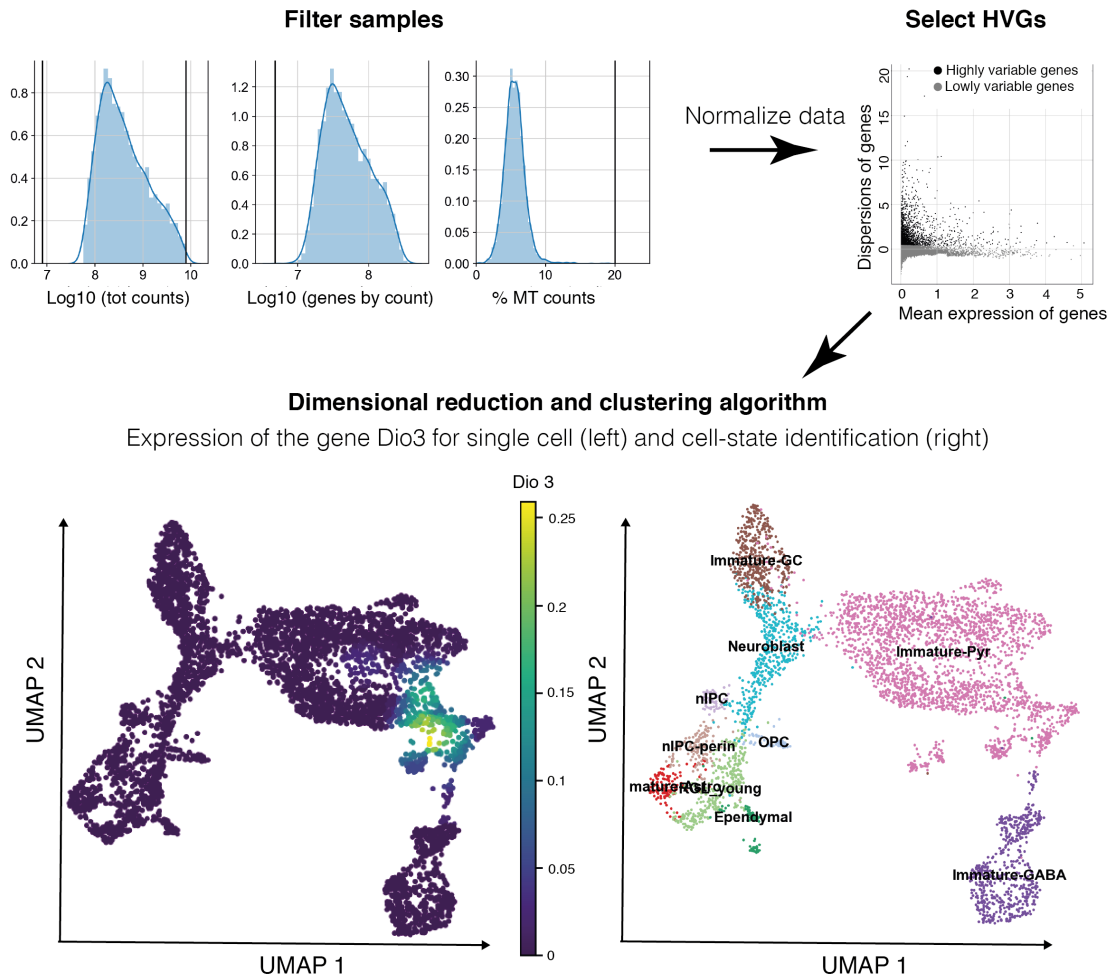 Filter samples
Select HVGs
0.8
0.6
0.4
0.2
0.0
7
8
9
10
Log10 (tot counts)
1.2
1.0
0.8
0.6
0.4
0.2
0.0
7
8
Log10 (genes by count)
0.30
0.25
0.20
0.15
0.10
0.05
0.00
0
10
20
% MT counts
Normalize data
Highly variable genes
Lowly variable genes
Dispersions of genes
20
15
10
5
0
0
1
2
3
4
5
Mean expression of genes
Dimensional reduction and clustering algorithm
Expression of the gene Dio3 for single cell (left) and cell-state identification (right)
UMAP 2
UMAP 1
Dio 3
0.25
0.2
0.15
0.1
0.05
0
UMAP 2
Immature-GC
Neuroblast
Immature-Pyr
nIPC
nIPC-perin
OPC
mature-Astro
RGL_young
Ependymal
Immature-GABA
UMAP 1